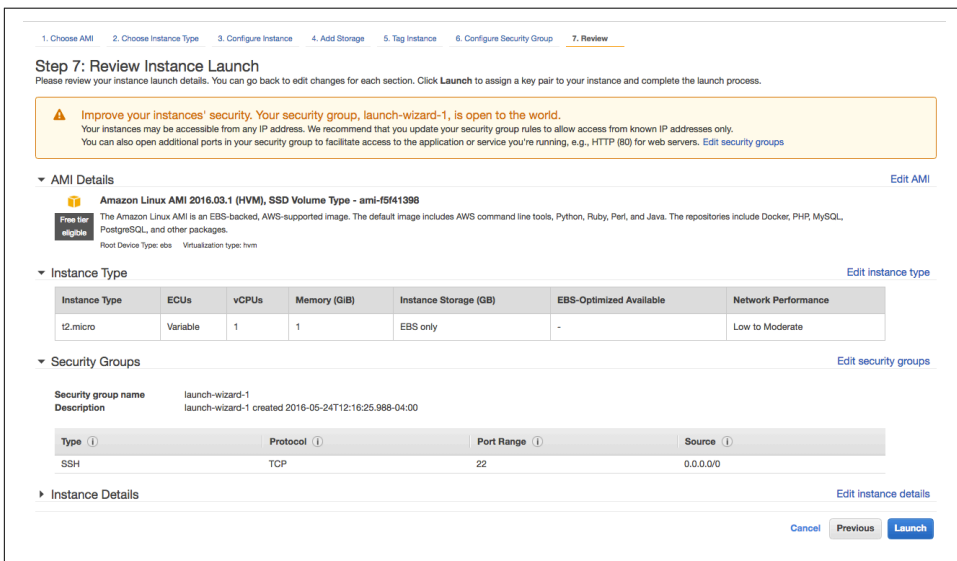 1. Choose AMI 2. Choose Instance Type 3. Configure Instance 4. Add Storage 5. Tag Instance 6. Configure Security Group 7. Review
Step 7: Review Instance Launch
Please review your instance launch details. You can go back to edit changes for each section. Click Launch to assign a key pair to your instance and complete the launch process.
Improve your instances' security. Your security group, launch-wizard-1, is open to the world.
Your instances may be accessible from any IP address. We recommend that you update your security group rules to allow access from known IP addresses only.
You can also open additional ports in your security group to facilitate access to the application or service you're running, e.g., HTTP (80) for web servers. Edit security groups
AMI Details Edit AMI
Amazon Linux AMI 2016.03.1 (HVM), SSD Volume Type - ami-f5f41398
Free tier eligible
The Amazon Linux AMI is an EBS-backed, AWS-supported image. The default image includes AWS command line tools, Python, Ruby, Perl, and Java. The repositories include Docker, PHP, MySQL,
PostgreSQL, and other packages.
Root Device Type: ebs Virtualization type: hvm
Instance Type Edit instance type
Instance Type ECUs vCPUs Memory (GiB) Instance Storage (GB) EBS-Optimized Available Network Performance
t2.micro Variable 1 1 EBS only - Low to Moderate
Security Groups Edit security groups
Security group name launch-wizard-1
Description launch-wizard-1 created 2016-05-24T12:16:25.988-04:00
Type Protocol Port Range Source
SSH TCP 22 0.0.0.0/0
Instance Details Edit instance details
Cancel Previous Launch